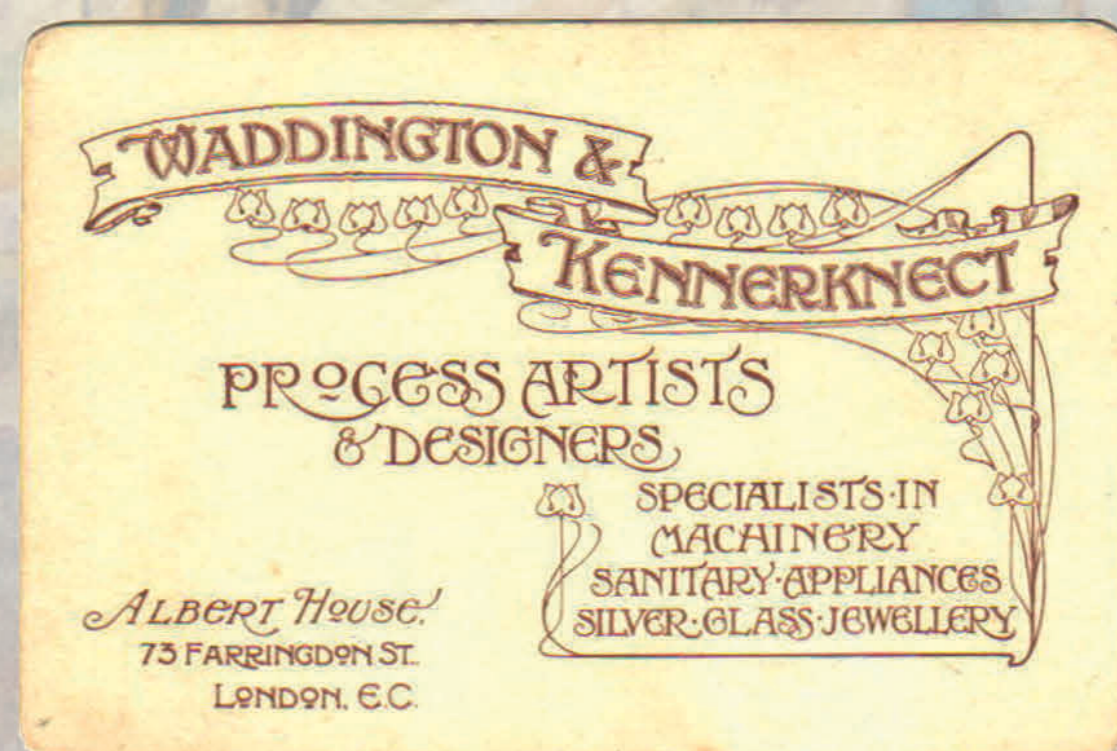 WADDINGTON &
KENNERKNECT
PROCESS ARTISTS
& DESIGNERS
SPECIALISTS·IN
MACHINERY
SANITARY·APPLIANCES
SILVER·GLASS·JEWELLERY
ALBERT HOUSE,
73 FARRINGDON ST.
LONDON, E.C.